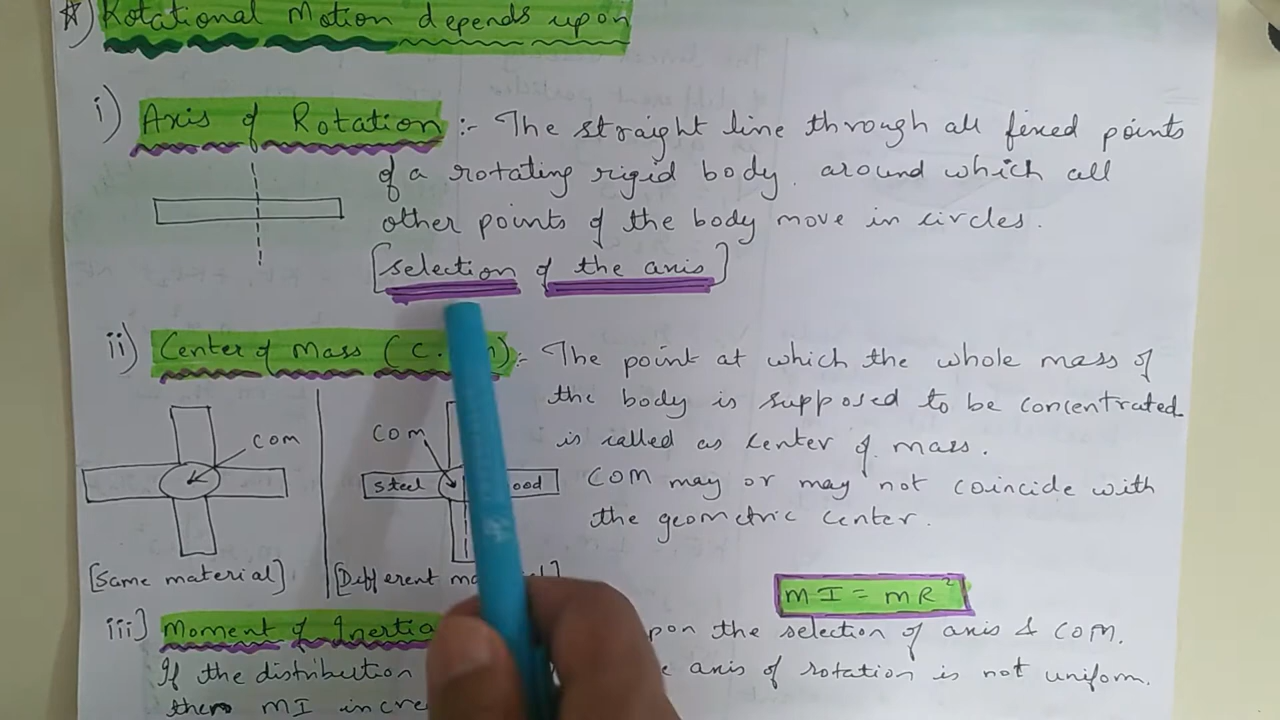 ☆) Rotational Motion depends upon
i) Axis of Rotation :- The straight line through all fixed points
of a rotating rigid body. around which all
other points of the body move in circles.
[selection of the axis]
ii) Center of Mass (C. :- The point at which the whole mass of
the body is supposed to be concentrated
is called as center of mass.
COM may or may not coincide with
the geometric center.
COM
[Same material]
COM
Steel
[Different
MI = MR²
iii] Moment of Inertia the selection of axis & COM.
If the distribution axis of rotation is not uniform.
then MI